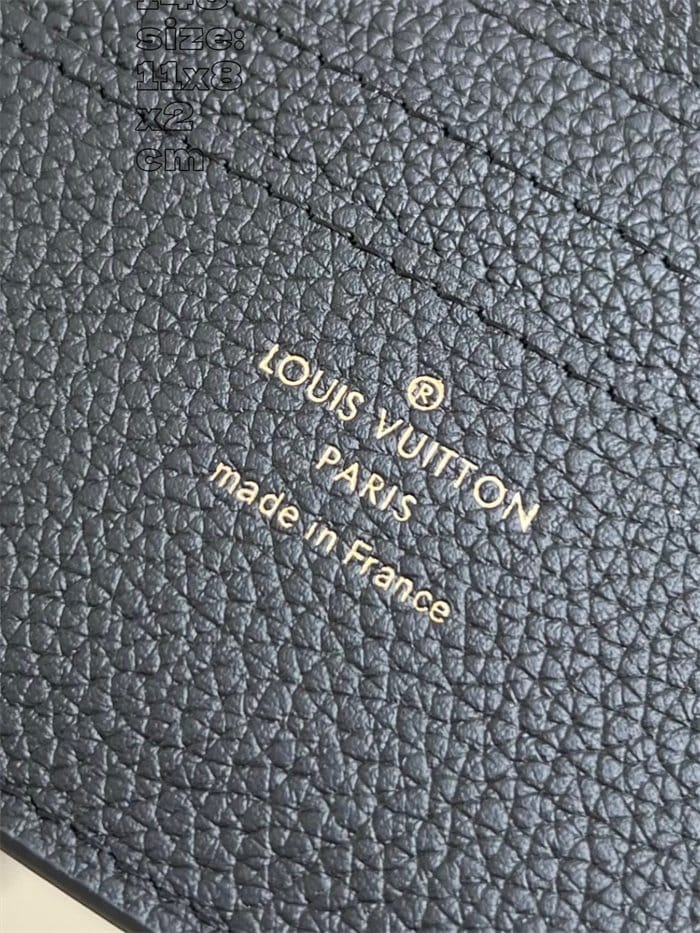 size:
11x8
x2
cm
®
LOUIS VUITTON
PARIS
made in France